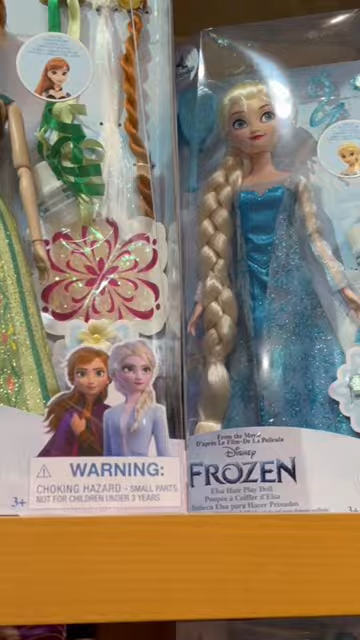 WARNING:
CHOKING HAZARD - SMALL PARTS
NOT FOR CHILDREN UNDER 3 YEARS
3+
From the Movie
D'après Le Film - De La Película
Disney
FROZEN
Elsa Hair Play Doll
Poupée à Coiffer d'Elsa
Muñeca Elsa para Hacer Peinados
3+